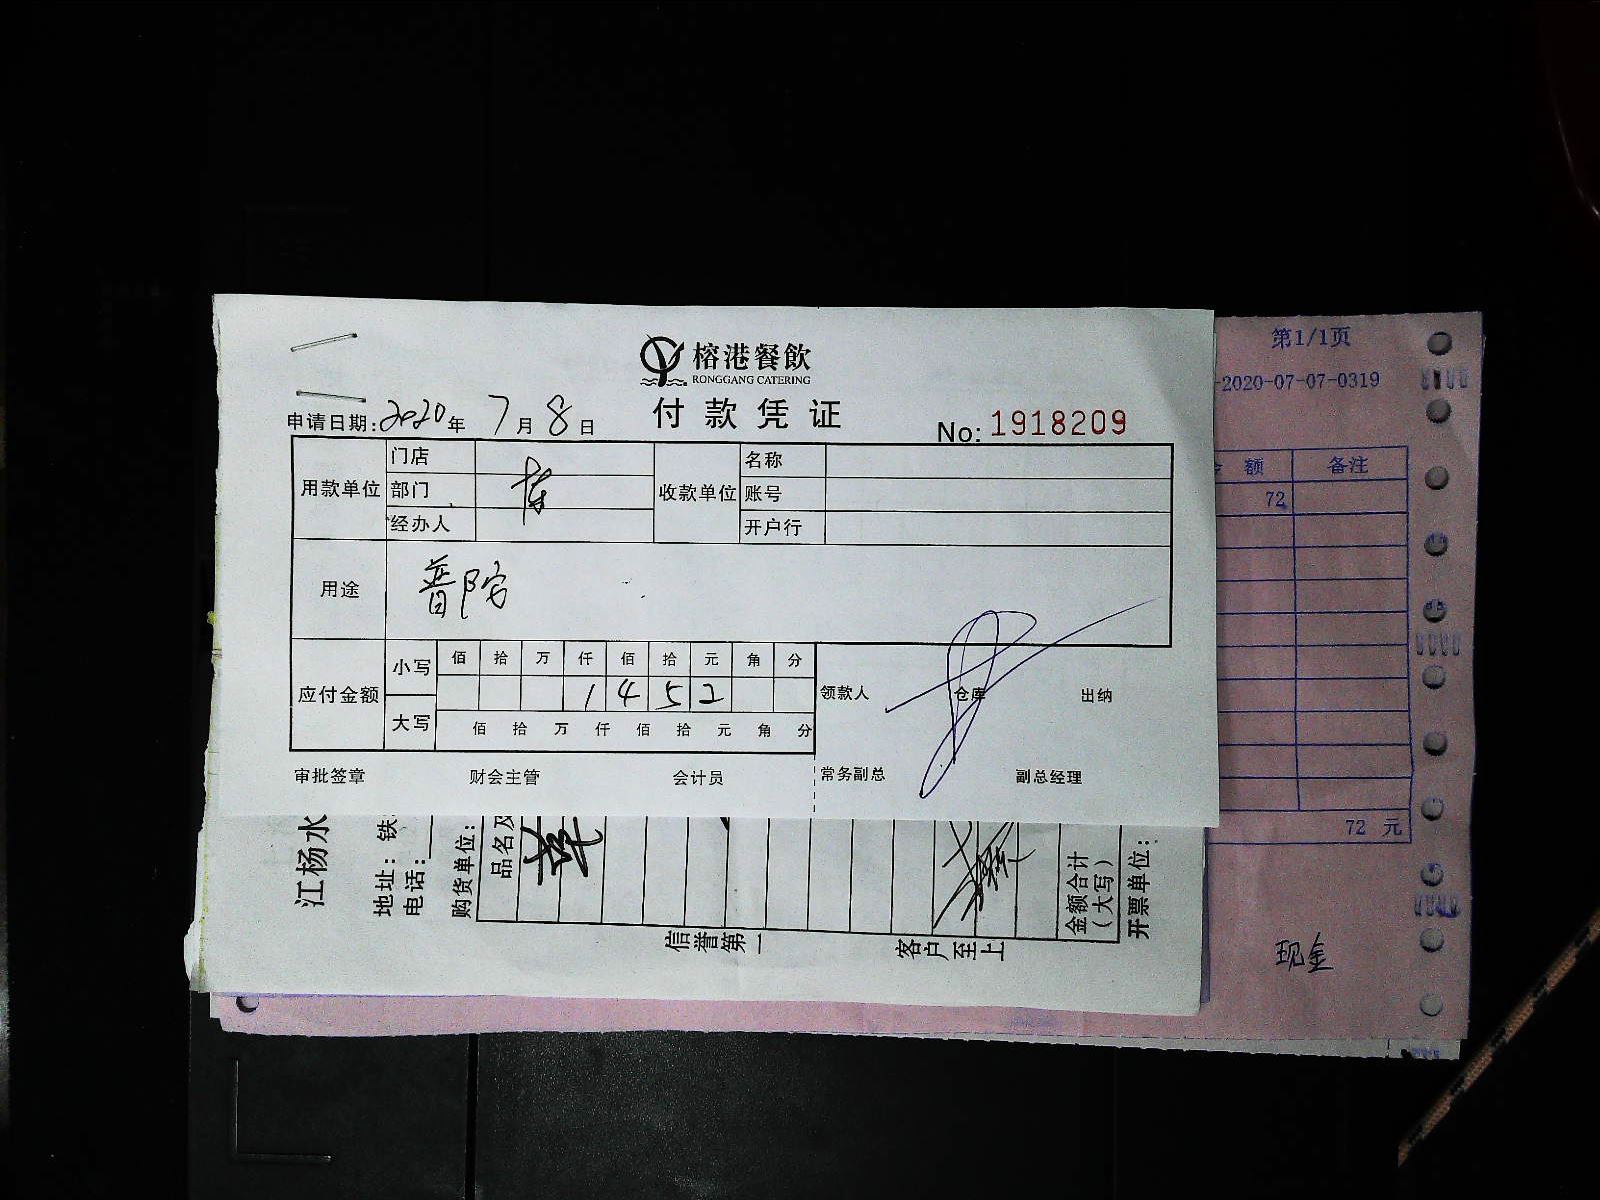 榕港餐飲
RONGGANG CATERING
付款凭证
申请日期:2020年7月8日
No:1918209
用款单位 门店 收款单位 名称
部门 账号
经办人 开户行
用途 普陀
应付金额 小写 佰 拾 万 仟 佰 拾 元 角 分
1 4 5 2
大写 佰 拾 万 仟 佰 拾 元 角 分
领款人 仓库 出纳
审批签章 财会主管 会计员 常务副总 副总经理
江杨水
地址:铁
电话:
购货单位:
品名及
金额合计
(大写)
开票单位:
信誉第一
客户至上
第1/1页
-2020-07-07-0319
额 备注
72
72 元
现金